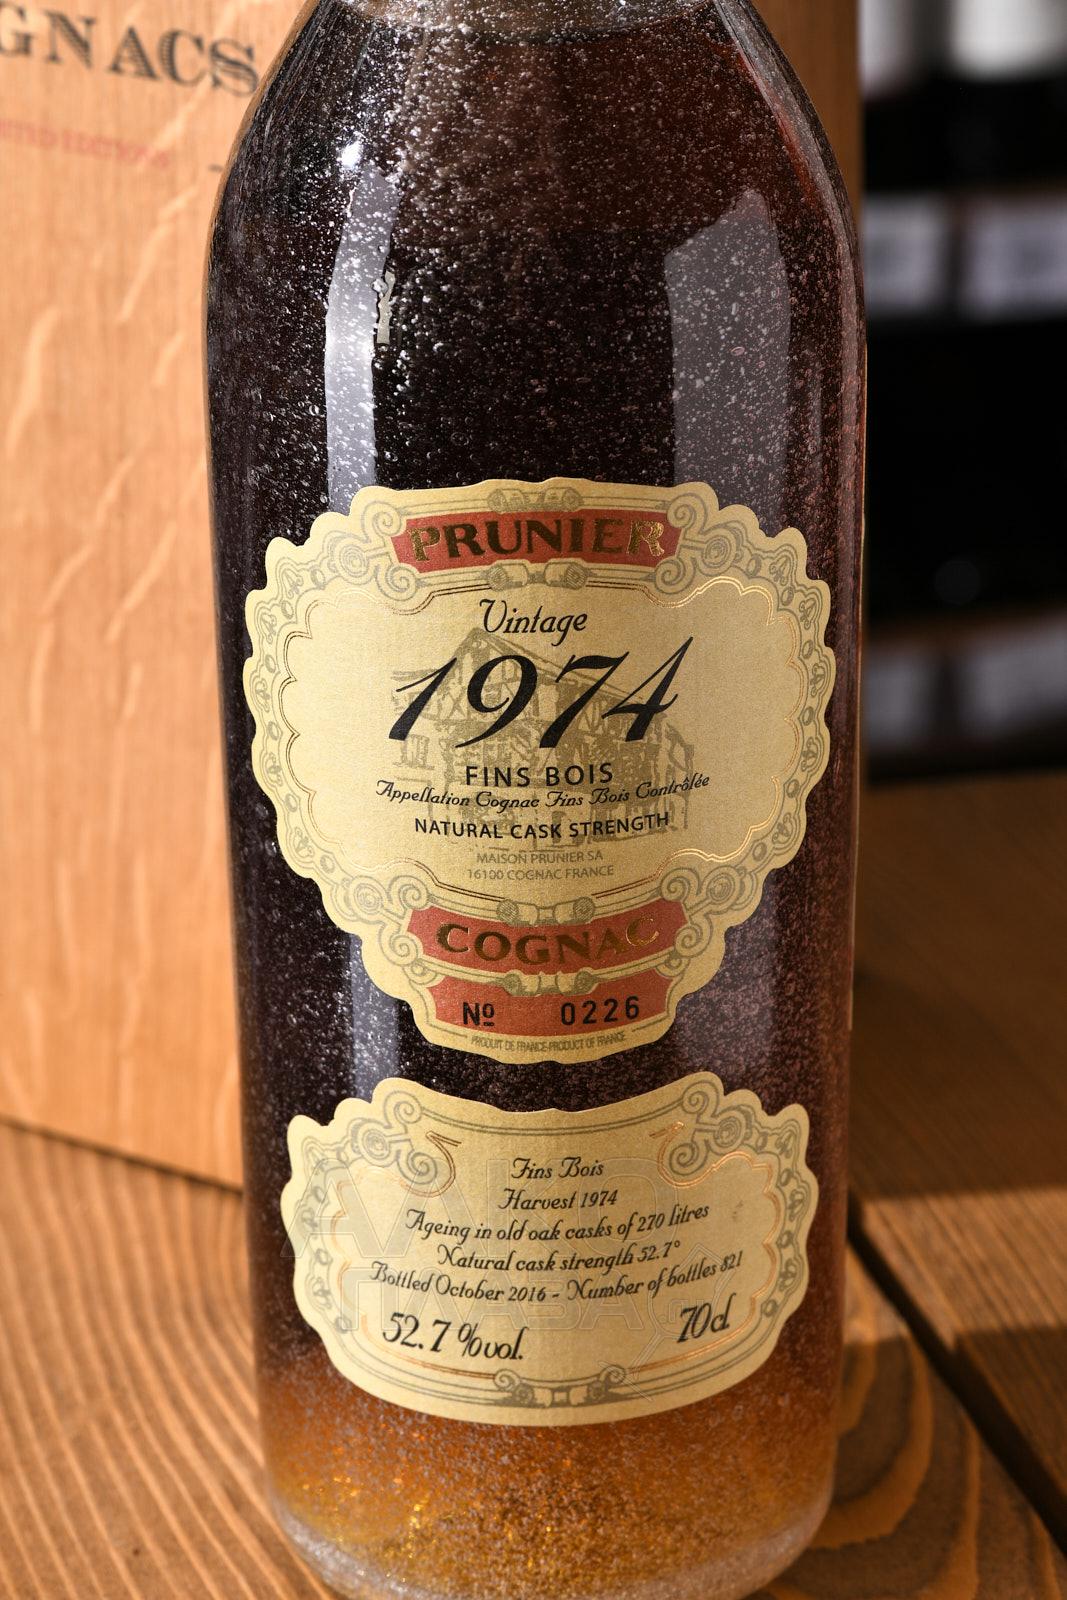 GNACS
LIMITED EDITIONS
PRUNIER
Vintage
1974
FINS BOIS
Appellation Cognac Fins Bois Contrôlée
NATURAL CASK STRENGTH
MAISON PRUNIER SA
16100 COGNAC FRANCE
COGNAC
Nº 0226
PRODUIT DE FRANCE-PRODUCT OF FRANCE
Fins Bois
Harvest 1974
Ageing in old oak casks of 270 litres
Natural cask strength 52.7°
Bottled October 2016 - Number of bottles 821
52.7 %vol. 70cl